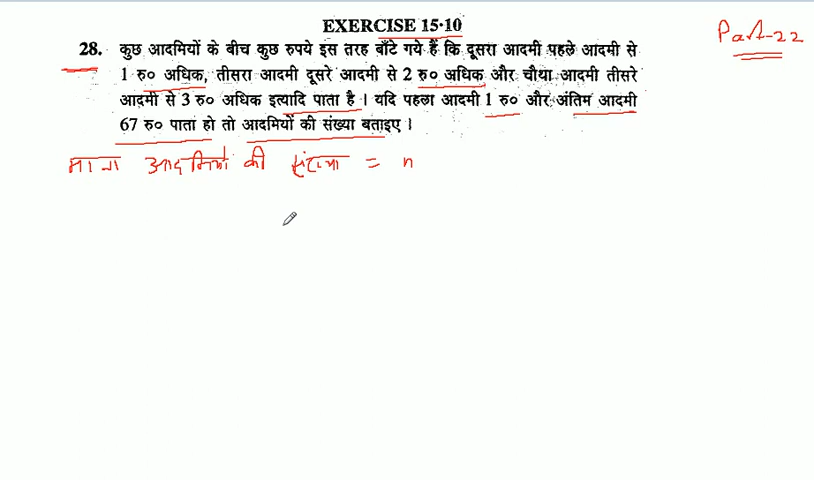 EXERCISE 15·10
Part-22
28. कुछ आदमियों के बीच कुछ रुपये इस तरह बाँटे गये हैं कि दूसरा आदमी पहले आदमी से
1 रु० अधिक, तीसरा आदमी दूसरे आदमी से 2 रु० अधिक और चौथा आदमी तीसरे
आदमी से 3 रु० अधिक इत्यादि पाता है । यदि पहला आदमी 1 रु० और अंतिम आदमी
67 रु० पाता हो तो आदमियों की संख्या बताइए ।
माना आदमियों की संख्या = n